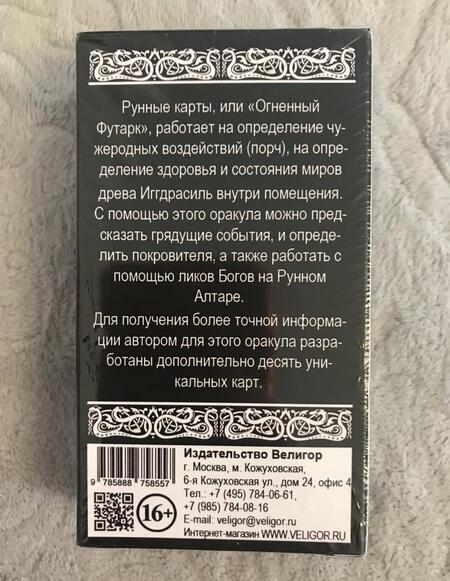 Рунные карты, или «Огненный
Футарк», работает на определение чу-
жеродных воздействий (порч), на опре-
деление здоровья и состояния миров
древа Иггдрасиль внутри помещения.
С помощью этого оракула можно пред-
сказать грядущие события, и опреде-
лить покровителя, а также работать с
помощью ликов Богов на Рунном
Алтаре.
Для получения более точной информа-
ции автором для этого оракула разра-
ботаны дополнительно десять уни-
кальных карт.
Издательство Велигор
г. Москва, м. Кожуховская,
6-я Кожуховская ул., дом 24, офис 4
Тел.: +7 (495) 784-06-61,
+7 (985) 784-08-16
E-mail: veligor@veligor.ru
Интернет-магазин WWW.VELIGOR.RU
9 785888 758557
16+